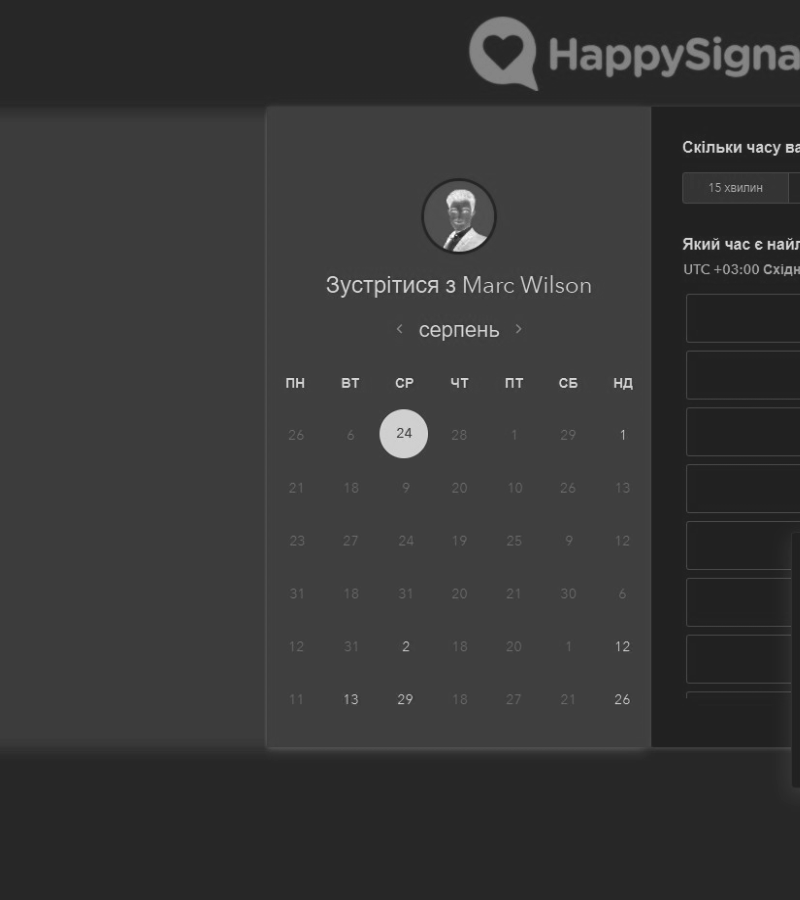 HappySigna
Зустрітися з Marc Wilson
серпень
ПН ВТ СР ЧТ ПТ СБ НД
26 6 24 28 1 29 1
21 18 9 20 10 26 13
23 27 24 19 25 9 12
31 18 31 20 21 30 6
12 31 2 18 20 1 12
11 13 29 18 27 21 26
Скільки часу ва
15 хвилин
Який час є найл
UTC +03:00 Східн